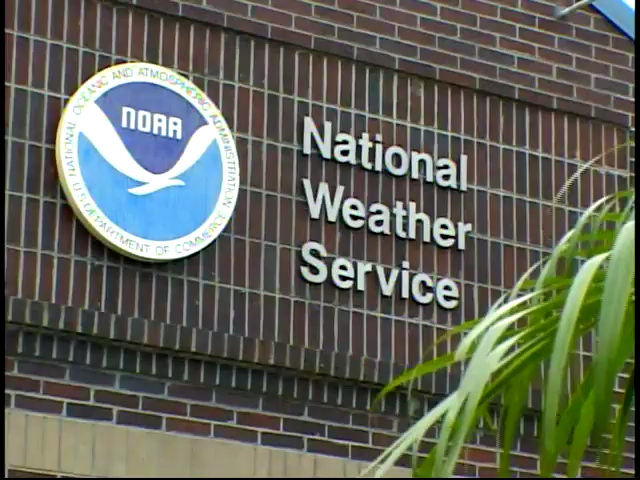 NATIONAL OCEANIC AND ATMOSPHERIC ADMINISTRATION
NOAA
U.S. DEPARTMENT OF COMMERCE
National
Weather
Service